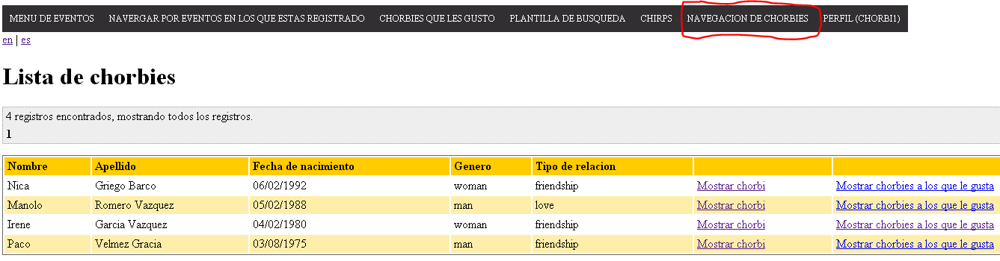 MENU DE EVENTOS NAVERGAR POR EVENTOS EN LOS QUE ESTAS REGISTRADO CHORBIES QUE LES GUSTO PLANTILLA DE BUSQUEDA CHIRPS NAVEGACION DE CHORBIES PERFIL (CHORBI1)
en | es
Lista de chorbies
4 registros encontrados, mostrando todos los registros.
1
Nombre Apellido Fecha de nacimiento Genero Tipo de relacion
Nica Griego Barco 06/02/1992 woman friendship Mostrar chorbi Mostrar chorbies a los que le gusta
Manolo Romero Vazquez 05/02/1988 man love Mostrar chorbi Mostrar chorbies a los que le gusta
Irene Garcia Vazquez 04/02/1980 woman friendship Mostrar chorbi Mostrar chorbies a los que le gusta
Paco Velmez Gracia 03/08/1975 man friendship Mostrar chorbi Mostrar chorbies a los que le gusta